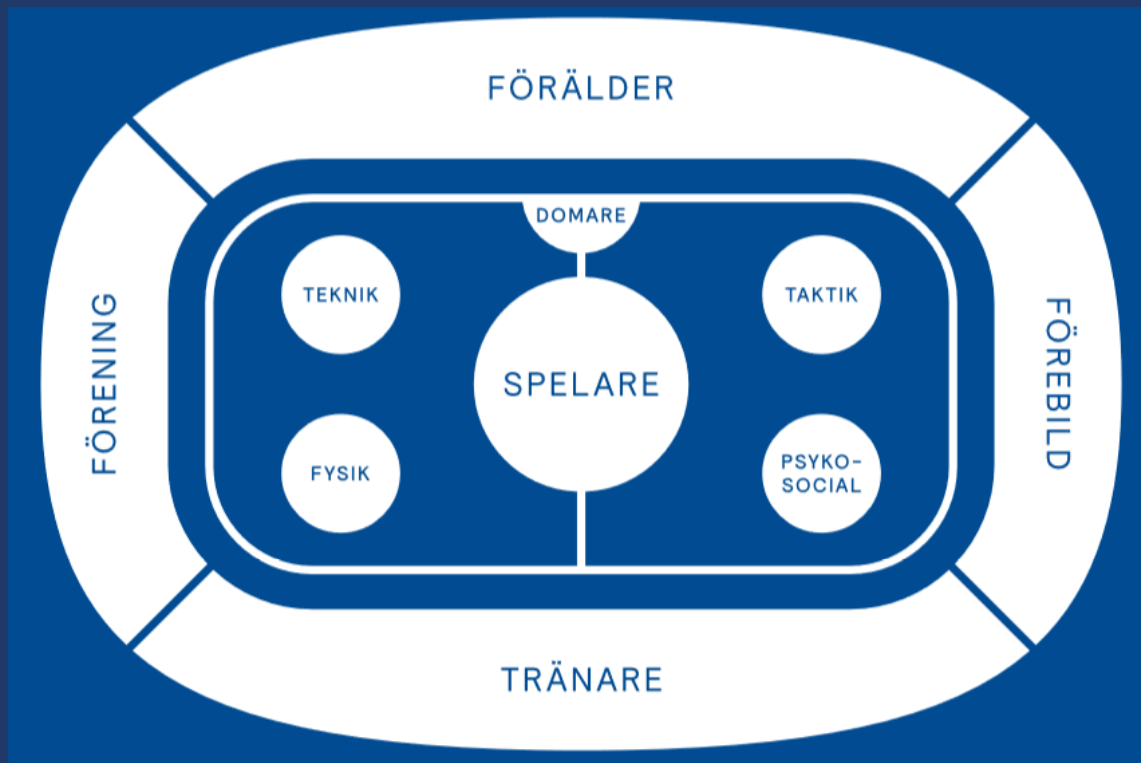 FÖRÄLDER
DOMARE
TEKNIK
TAKTIK
FÖRENING
SPELARE
FÖREBILD
FYSIK
PSYKO-
SOCIAL
TRÄNARE